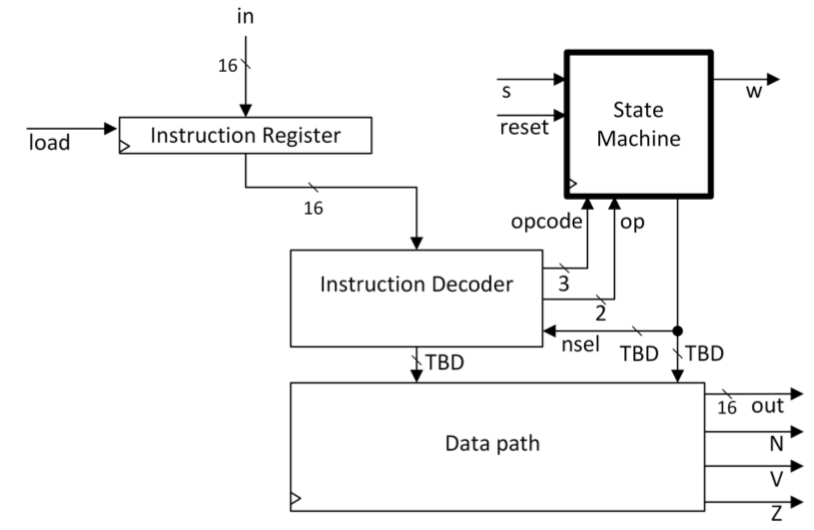 in
16
load
Instruction Register
16
s
reset
State
Machine
w
opcode
op
Instruction Decoder
3
2
nsel
TBD
TBD
TBD
Data path
16
out
N
V
Z